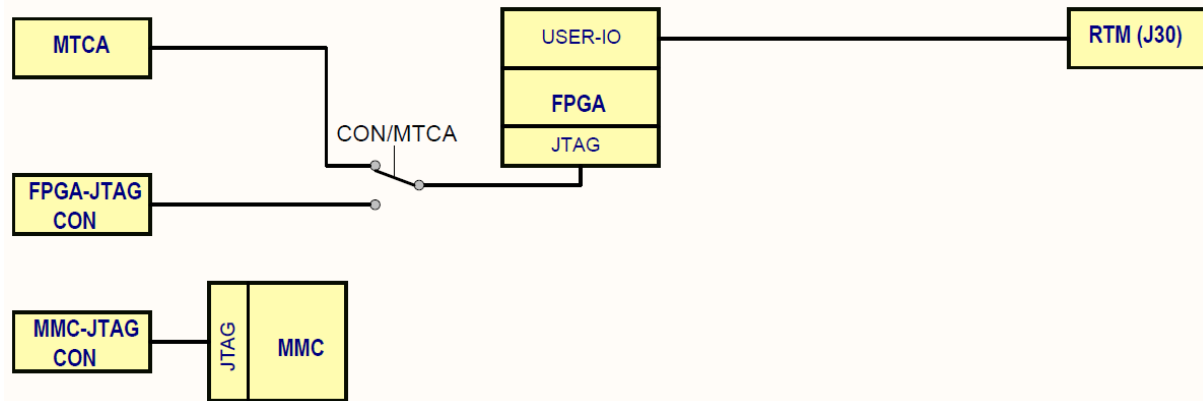 MTCA
USER-IO
RTM (J30)
FPGA
CON/MTCA
JTAG
FPGA-JTAG
CON
MMC-JTAG
CON
JTAG
MMC